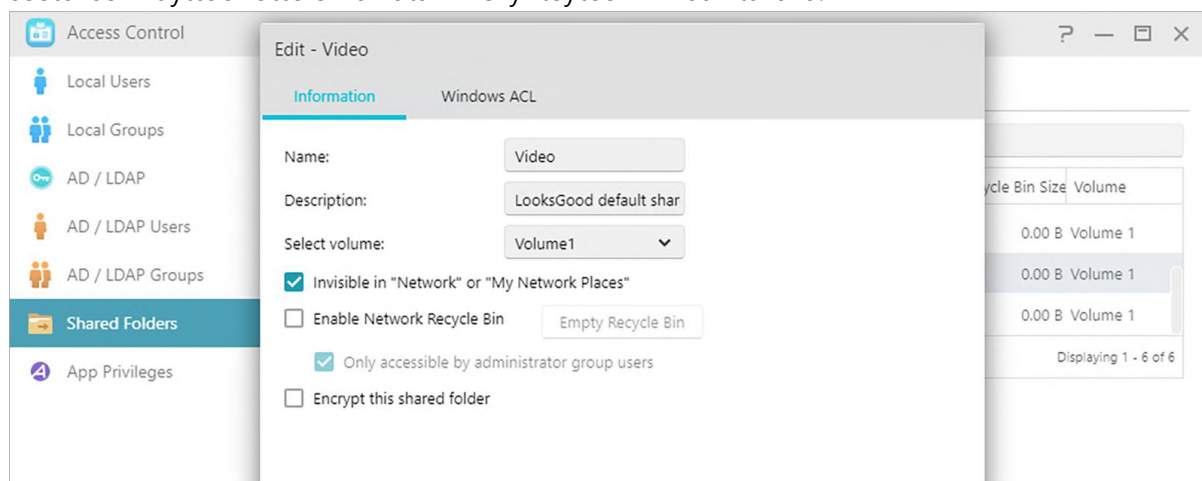 Access Control
Local Users
Local Groups
AD / LDAP
AD / LDAP Users
AD / LDAP Groups
Shared Folders
App Privileges
Edit - Video
Information Windows ACL
Name: Video
Description: LooksGood default shar
Select volume: Volume1
Invisible in "Network" or "My Network Places"
Enable Network Recycle Bin Empty Recycle Bin
Only accessible by administrator group users
Encrypt this shared folder
Bin Size Volume
0.00 B Volume 1
0.00 B Volume 1
0.00 B Volume 1
Displaying 1 - 6 of 6